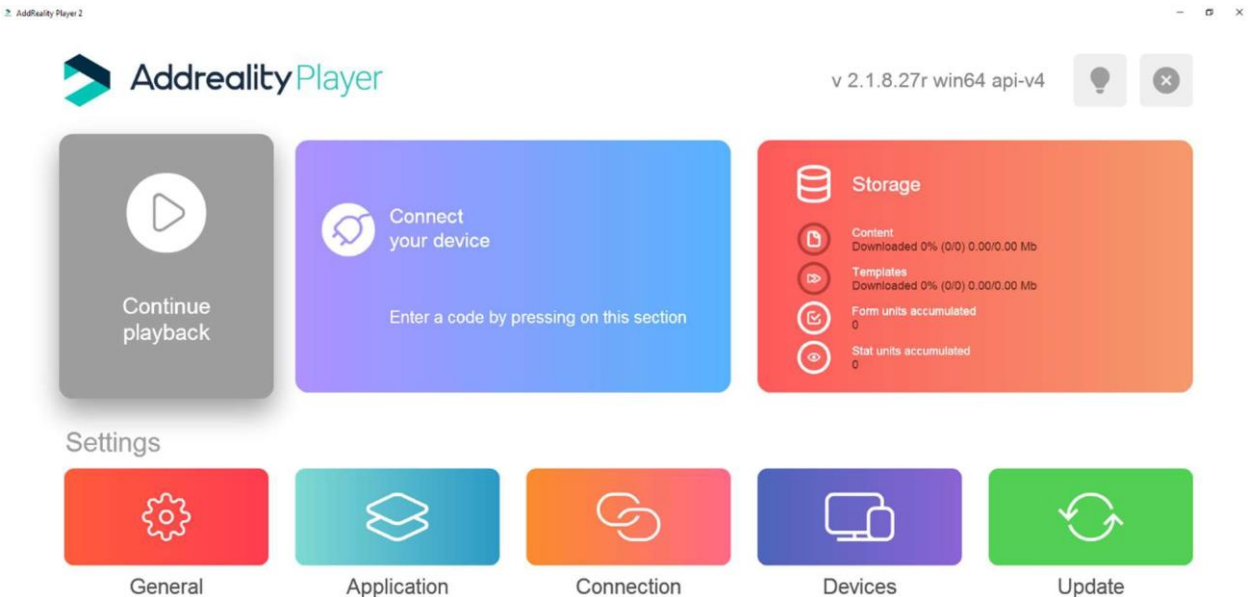 AddReality Player 2
Addreality Player
v 2.1.8.27r win64 api-v4
Continue
playback
Connect
your device
Enter a code by pressing on this section
Storage
Content
Downloaded 0% (0/0) 0.00/0.00 Mb
Templates
Downloaded 0% (0/0) 0.00/0.00 Mb
Form units accumulated
0
Stat units accumulated
0
Settings
General
Application
Connection
Devices
Update